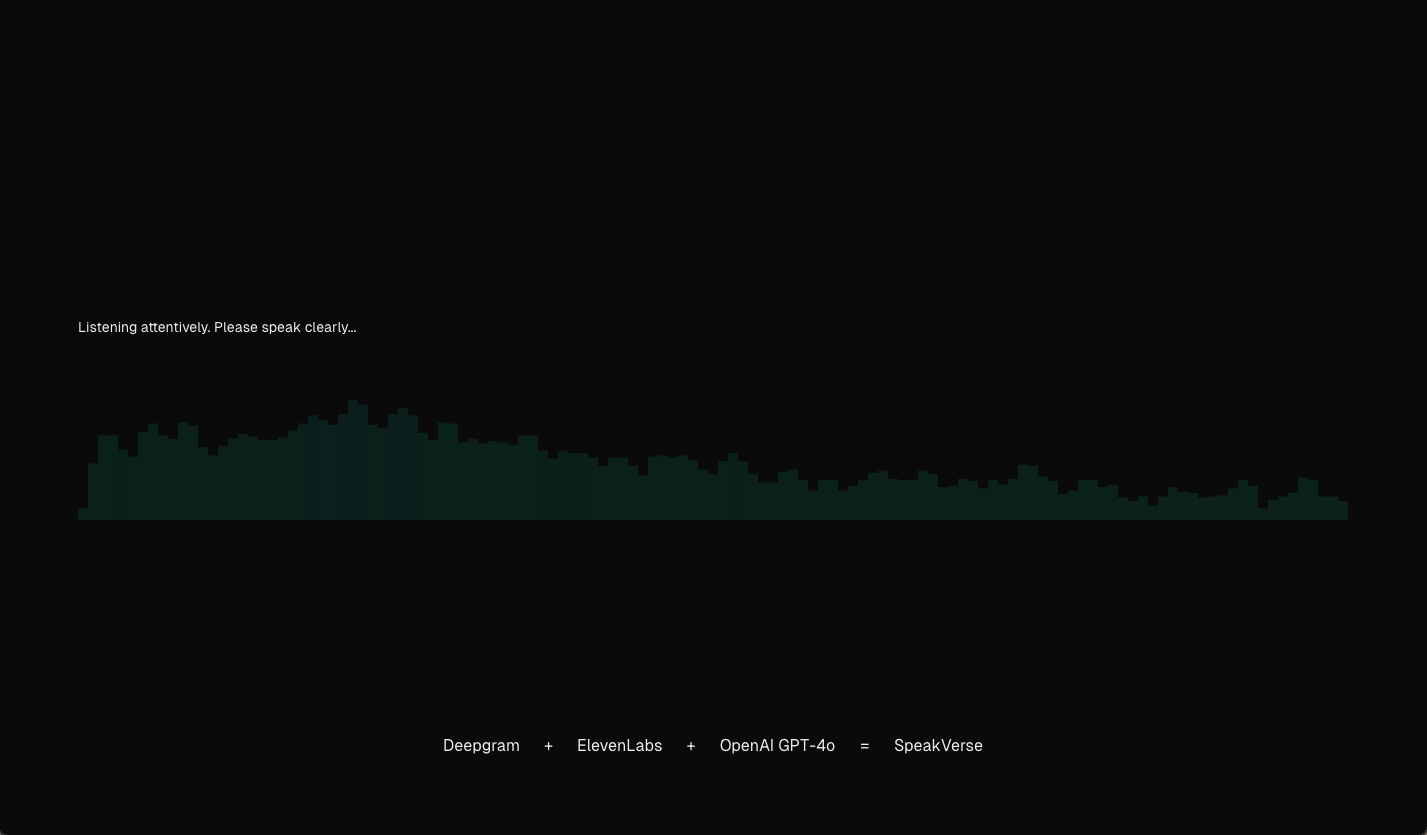 Listening attentively. Please speak clearly...
Deepgram + ElevenLabs + OpenAI GPT-4o = SpeakVerse